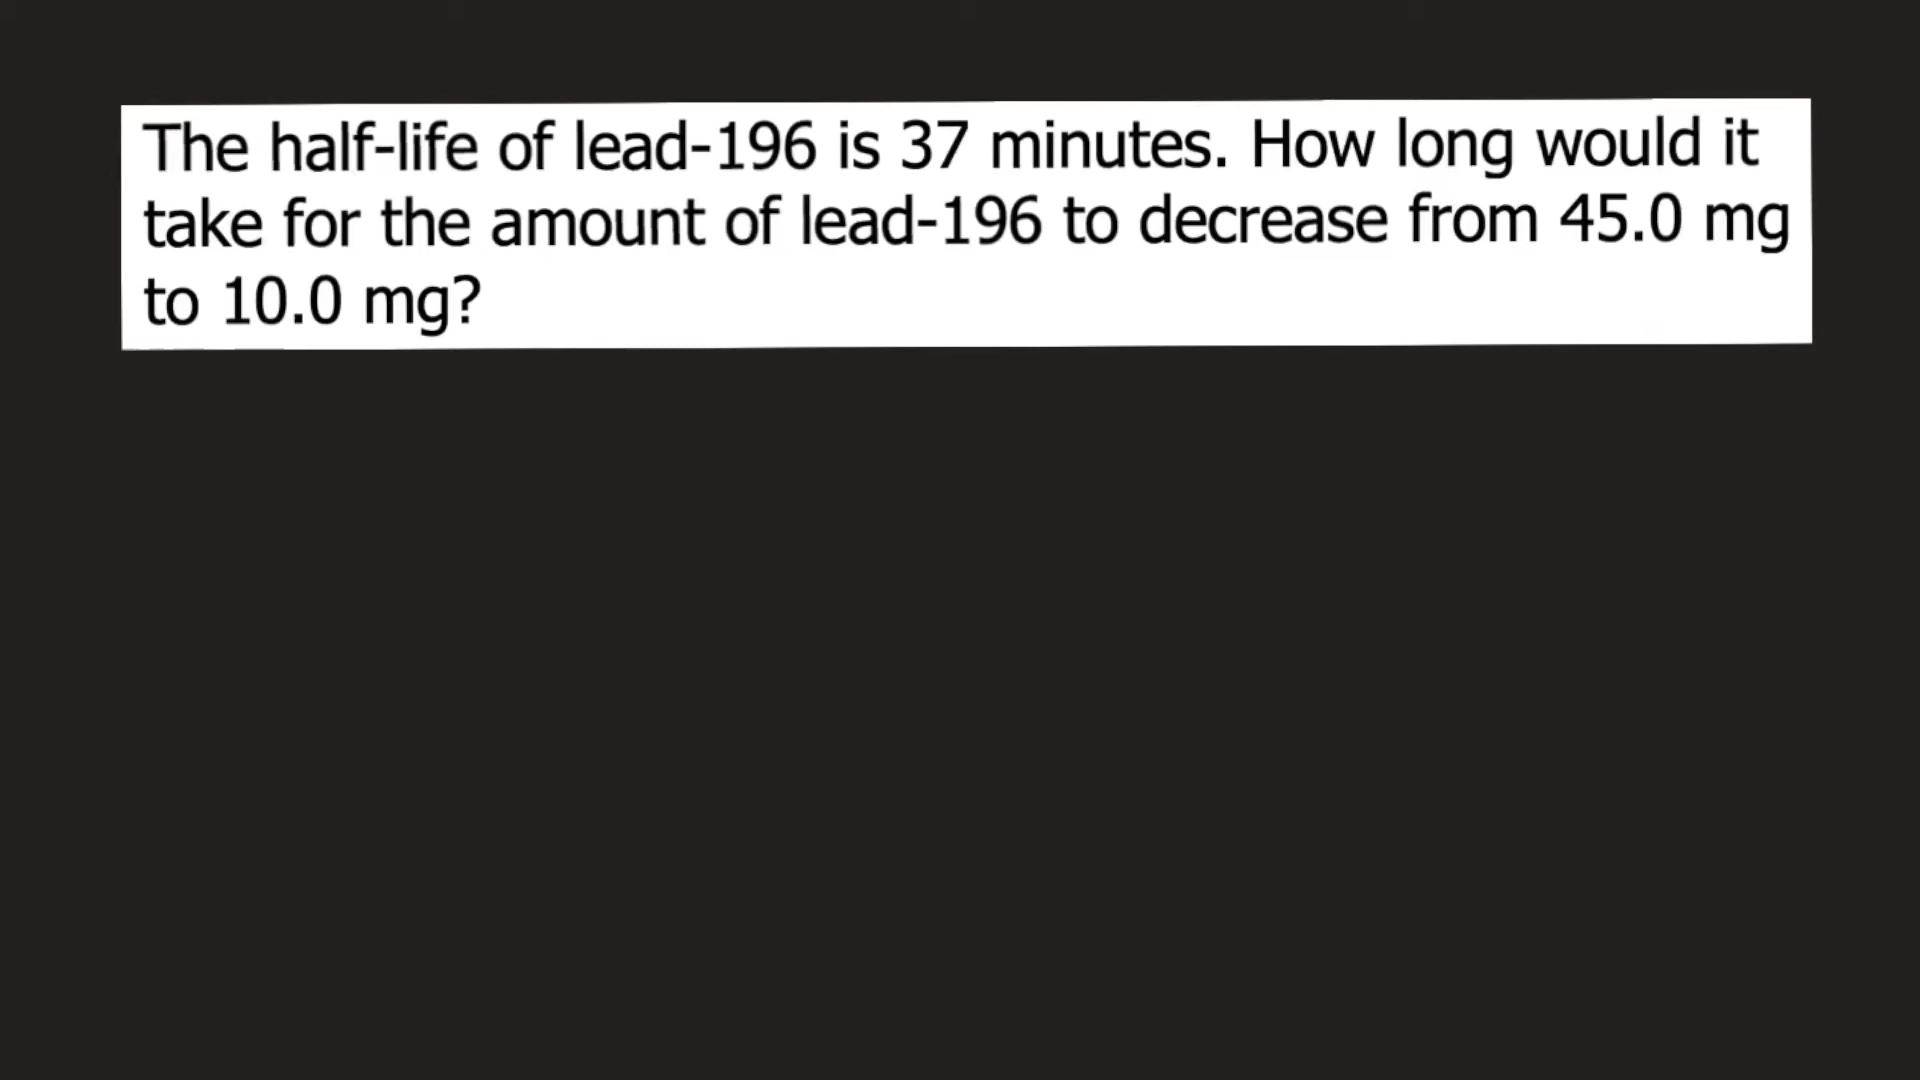 The half-life of lead-196 is 37 minutes. How long would it
take for the amount of lead-196 to decrease from 45.0 mg
to 10.0 mg?